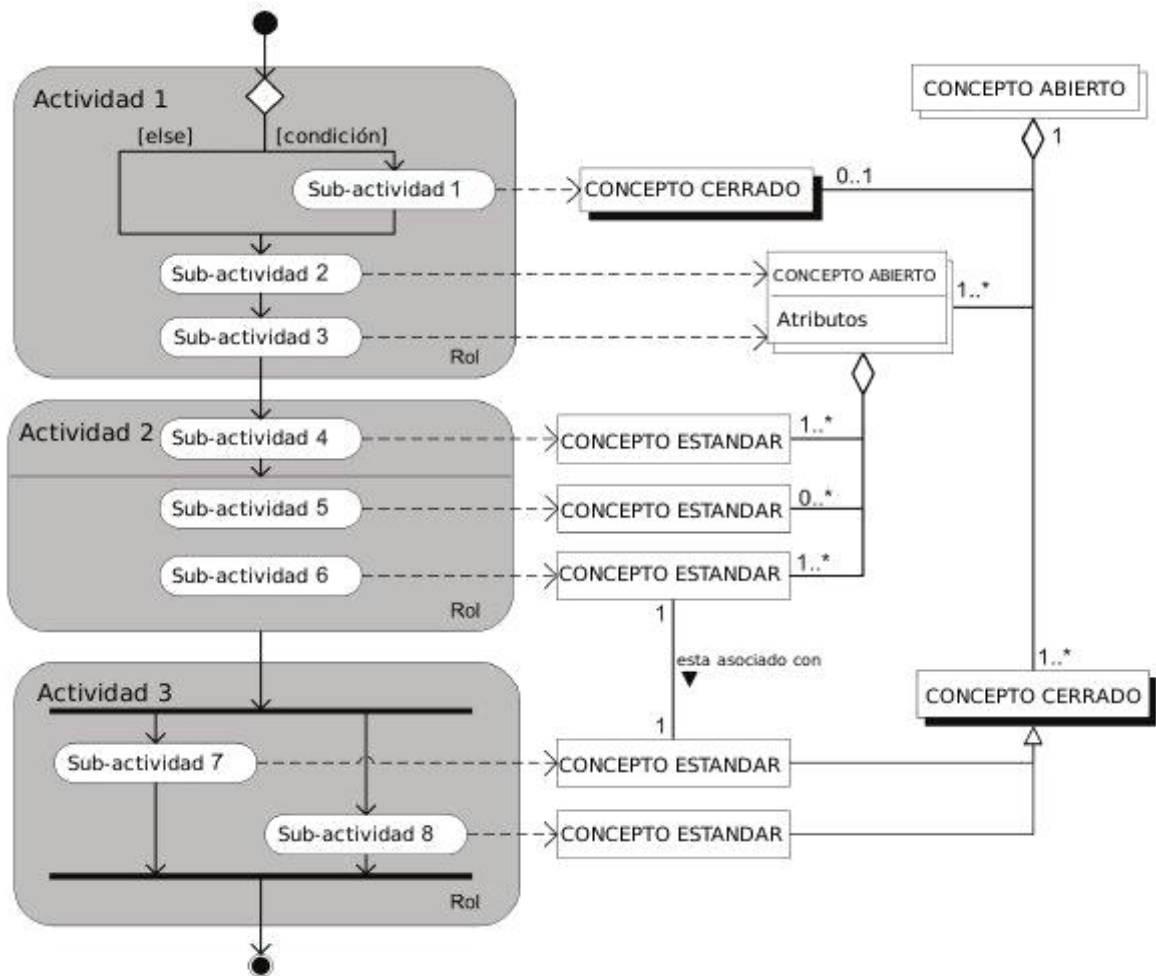 Actividad 1
[else]
[condición]
Sub-actividad 1
Sub-actividad 2
Sub-actividad 3
Rol
Actividad 2
Sub-actividad 4
Sub-actividad 5
Sub-actividad 6
Rol
Actividad 3
Sub-actividad 7
Sub-actividad 8
Rol
CONCEPTO ABIERTO
1
CONCEPTO CERRADO
0..1
CONCEPTO ABIERTO
Atributos
1..*
CONCEPTO ESTANDAR
1..*
CONCEPTO ESTANDAR
0..*
CONCEPTO ESTANDAR
1..*
1
esta asociado con
1
CONCEPTO ESTANDAR
CONCEPTO ESTANDAR
1..*
CONCEPTO CERRADO